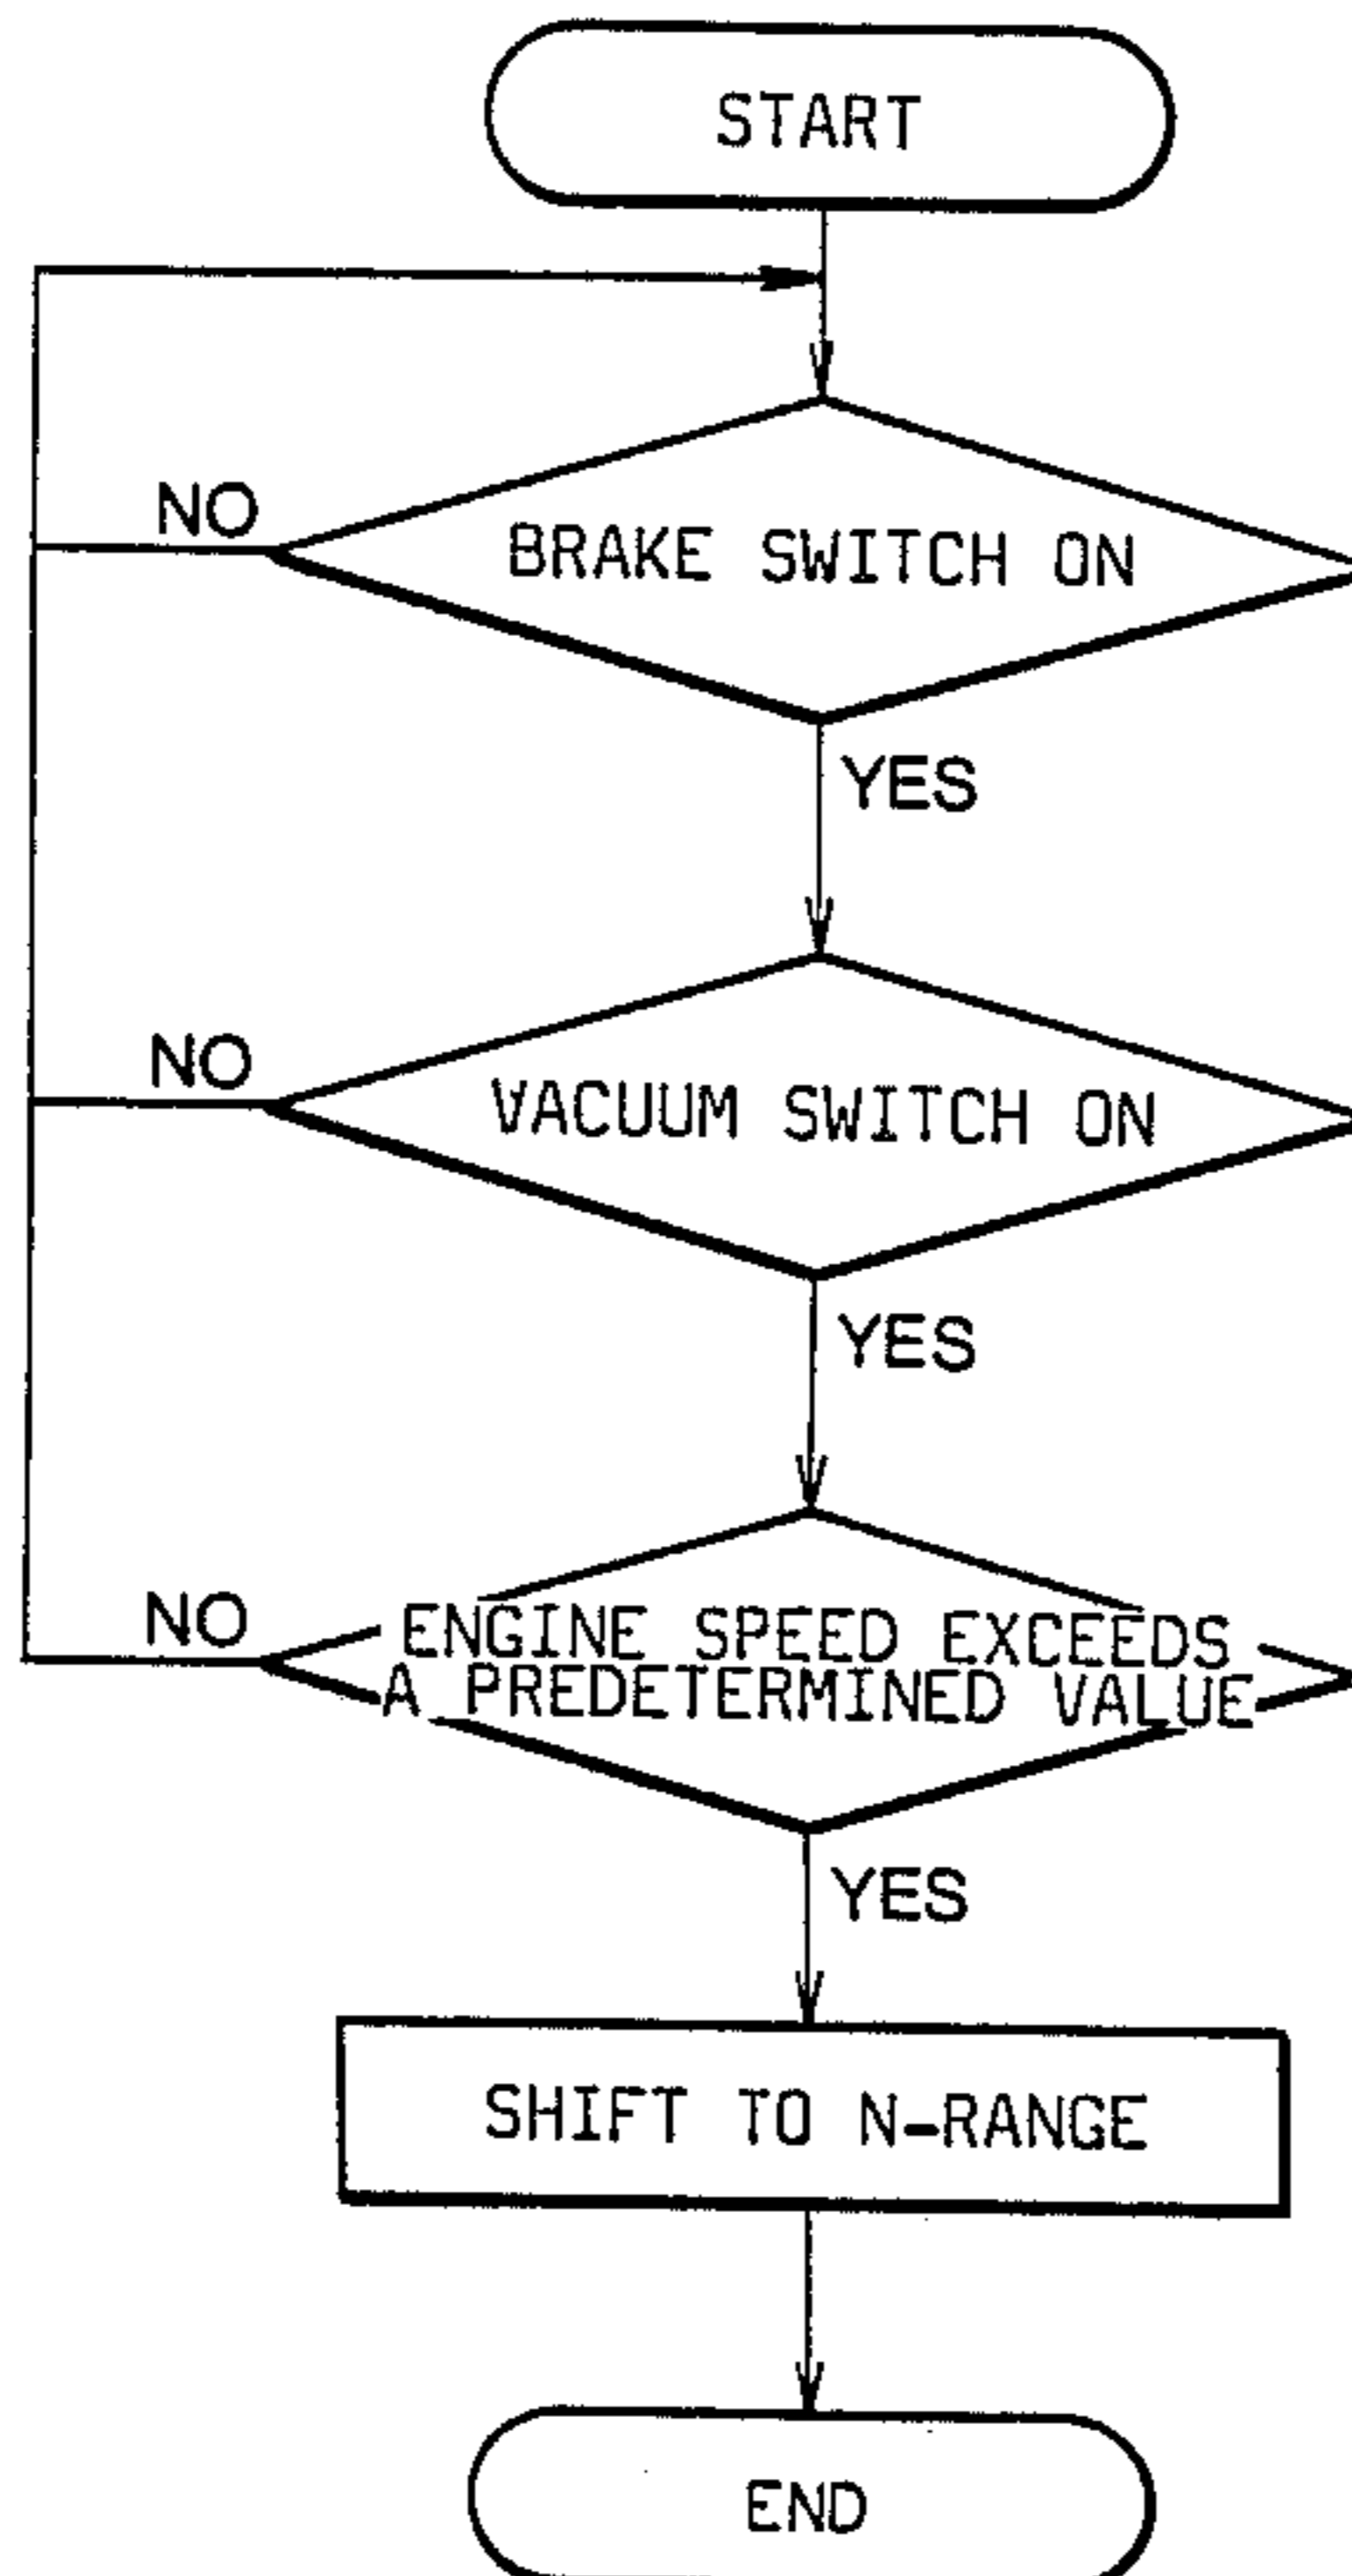 START
NO
BRAKE SWITCH ON
YES
NO
VACUUM SWITCH ON
YES
NO
ENGINE SPEED EXCEEDS
A PREDETERMINED VALUE
YES
SHIFT TO N-RANGE
END